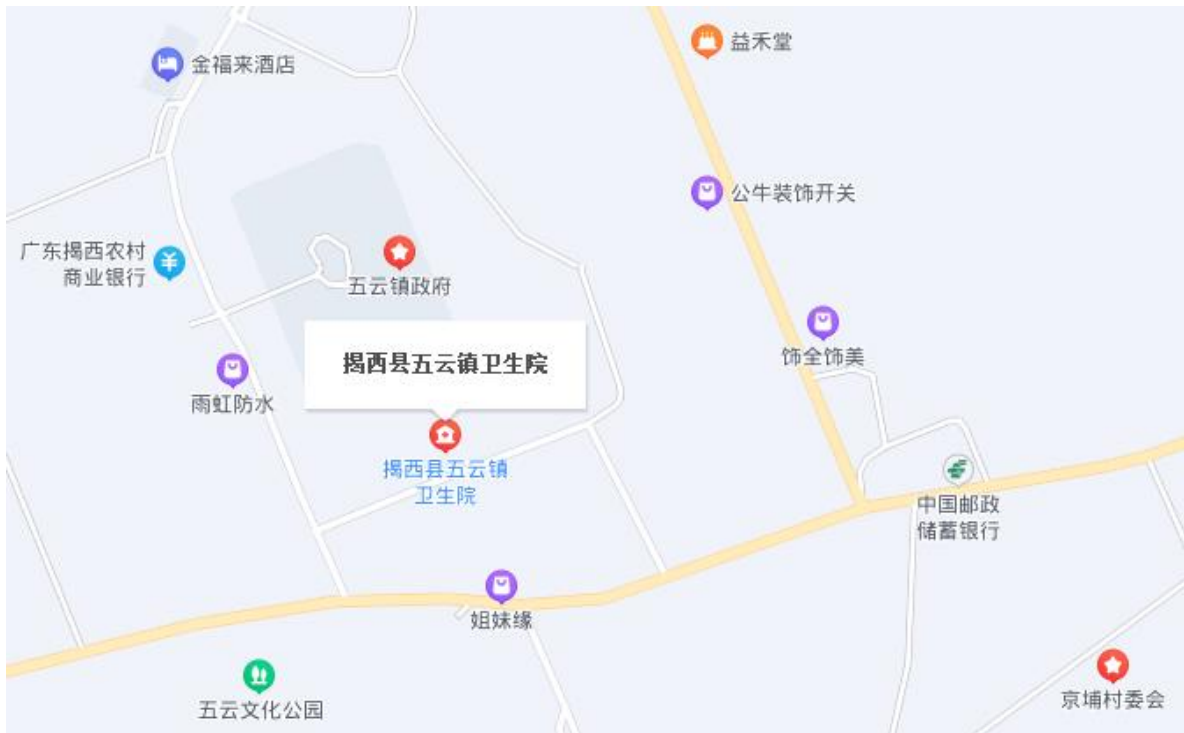 益禾堂
金福来酒店
公牛装饰开关
广东揭西农村
商业银行
¥
五云镇政府
饰全饰美
揭西县五云镇卫生院
雨虹防水
揭西县五云镇
卫生院
中国邮政
储蓄银行
姐妹缘
京埔村委会
五云文化公园